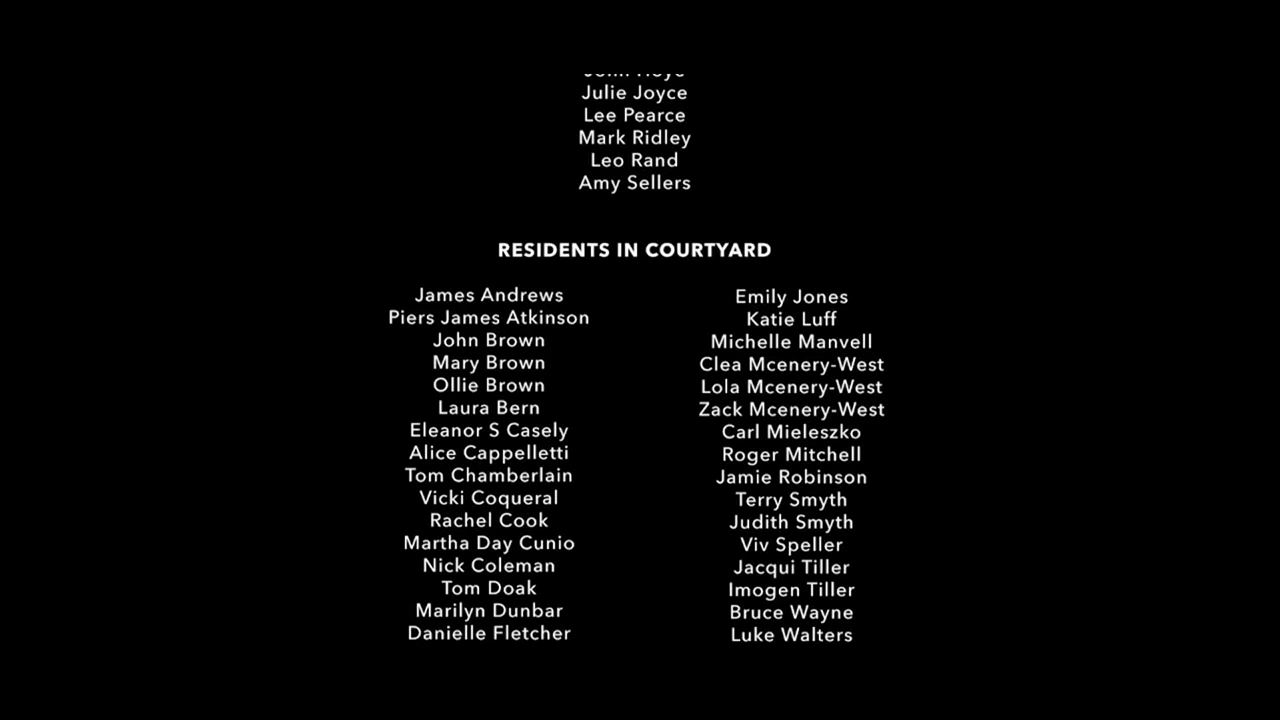 Julie Joyce
Lee Pearce
Mark Ridley
Leo Rand
Amy Sellers
RESIDENTS IN COURTYARD
James Andrews
Piers James Atkinson
John Brown
Mary Brown
Ollie Brown
Laura Bern
Eleanor S Casely
Alice Cappelletti
Tom Chamberlain
Vicki Coqueral
Rachel Cook
Martha Day Cunio
Nick Coleman
Tom Doak
Marilyn Dunbar
Danielle Fletcher
Emily Jones
Katie Luff
Michelle Manvell
Clea Mcenery-West
Lola Mcenery-West
Zack Mcenery-West
Carl Mieleszko
Roger Mitchell
Jamie Robinson
Terry Smyth
Judith Smyth
Viv Speller
Jacqui Tiller
Imogen Tiller
Bruce Wayne
Luke Walters